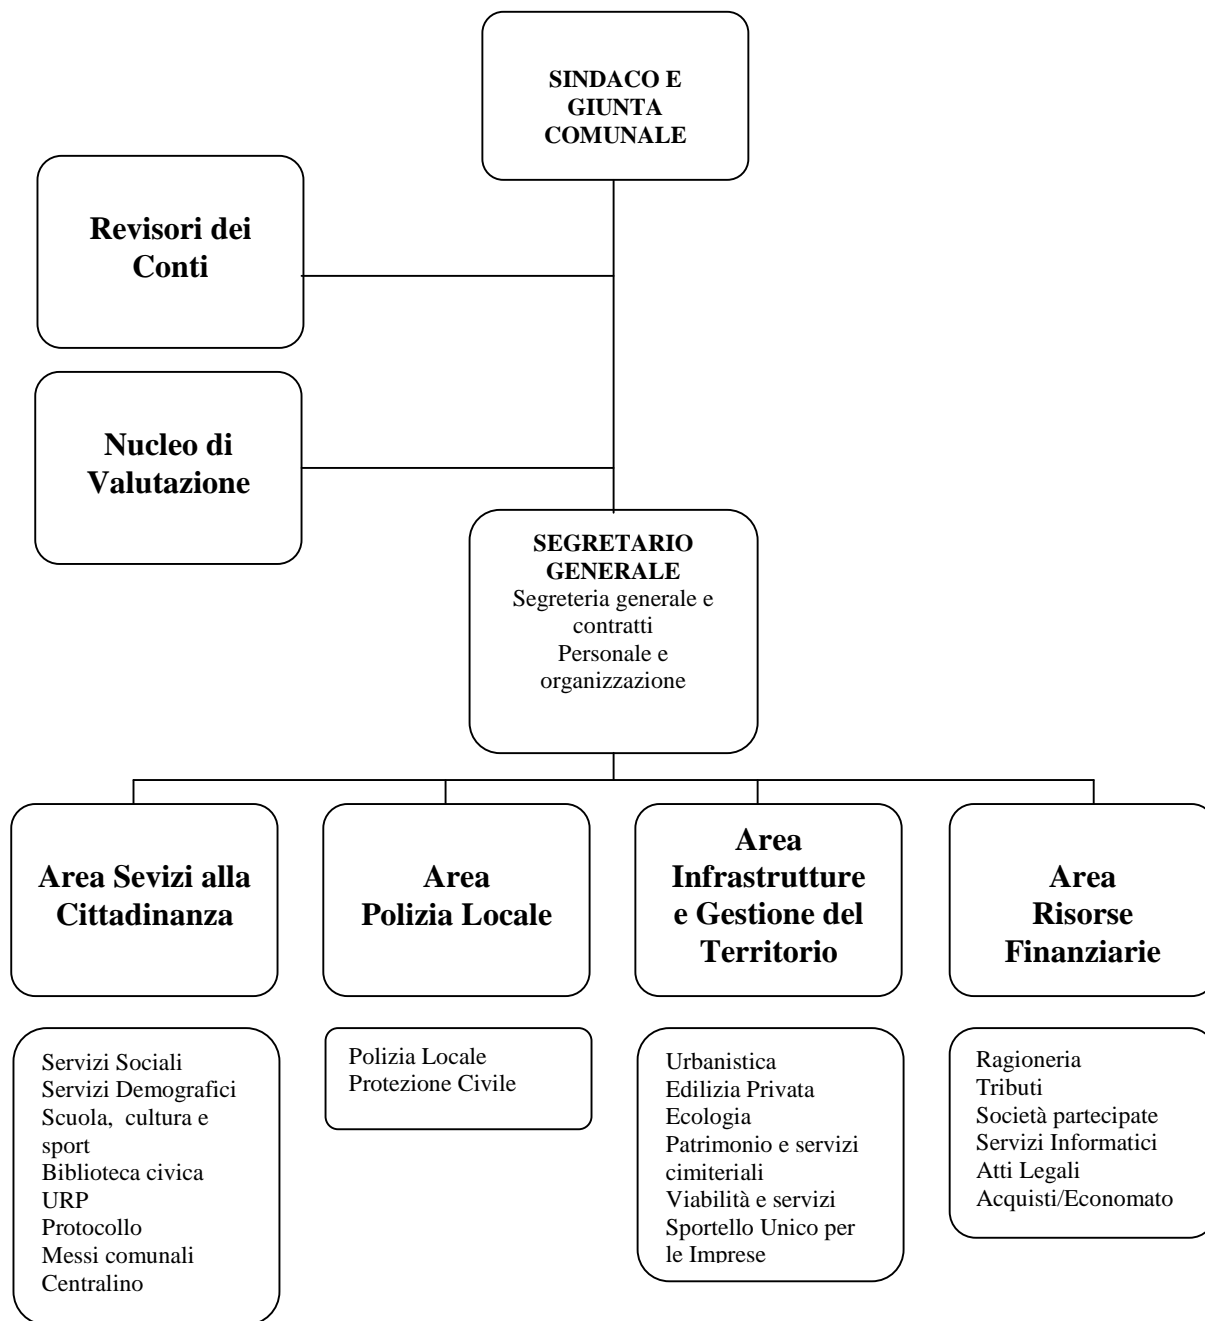 SINDACO E
GIUNTA
COMUNALE
Revisori dei
Conti
Nucleo di
Valutazione
SEGRETARIO
GENERALE
Segreteria generale e
contratti
Personale e
organizzazione
Area Sevizi alla
Cittadinanza
Area
Polizia Locale
Area
Infrastrutture
e Gestione del
Territorio
Area
Risorse
Finanziarie
Servizi Sociali
Servizi Demografici
Scuola, cultura e
sport
Biblioteca civica
URP
Protocollo
Messi comunali
Centralino
Polizia Locale
Protezione Civile
Urbanistica
Edilizia Privata
Ecologia
Patrimonio e servizi
cimiteriali
Viabilità e servizi
Sportello Unico per
le Imprese
Ragioneria
Tributi
Società partecipate
Servizi Informatici
Atti Legali
Acquisti/Economato